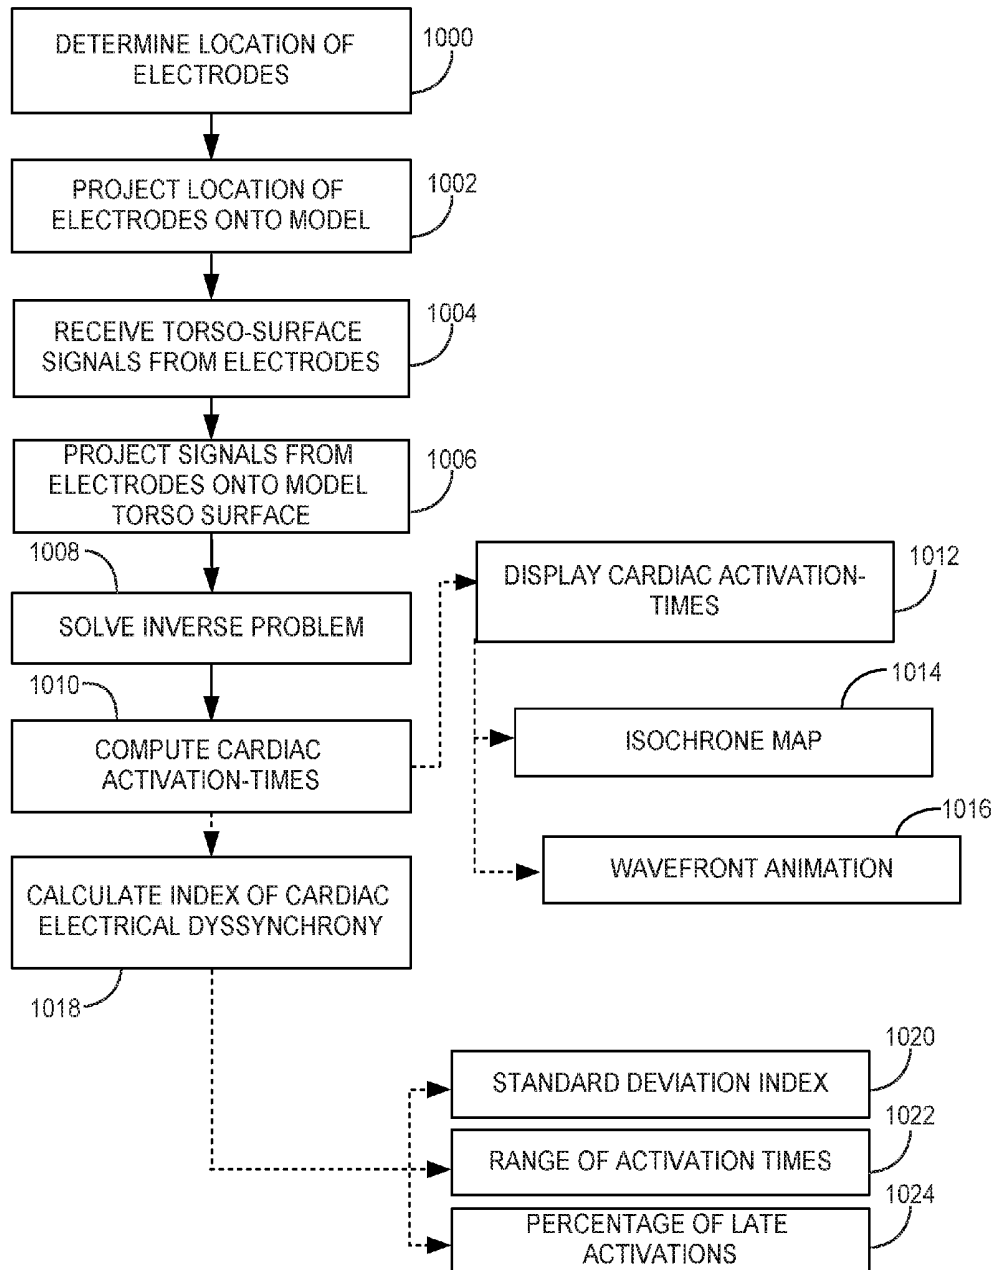 DETERMINE LOCATION OF
ELECTRODES
1000
PROJECT LOCATION OF
ELECTRODES ONTO MODEL
1002
RECEIVE TORSO-SURFACE
SIGNALS FROM ELECTRODES
1004
PROJECT SIGNALS FROM
ELECTRODES ONTO MODEL
TORSO SURFACE
1006
1008
SOLVE INVERSE PROBLEM
1010
COMPUTE CARDIAC
ACTIVATION-TIMES
DISPLAY CARDIAC ACTIVATION-
TIMES
1012
1014
ISOCHRONE MAP
1016
WAVEFRONT ANIMATION
CALCULATE INDEX OF CARDIAC
ELECTRICAL DYSSYNCHRONY
1018
1020
STANDARD DEVIATION INDEX
1022
RANGE OF ACTIVATION TIMES
1024
PERCENTAGE OF LATE
ACTIVATIONS